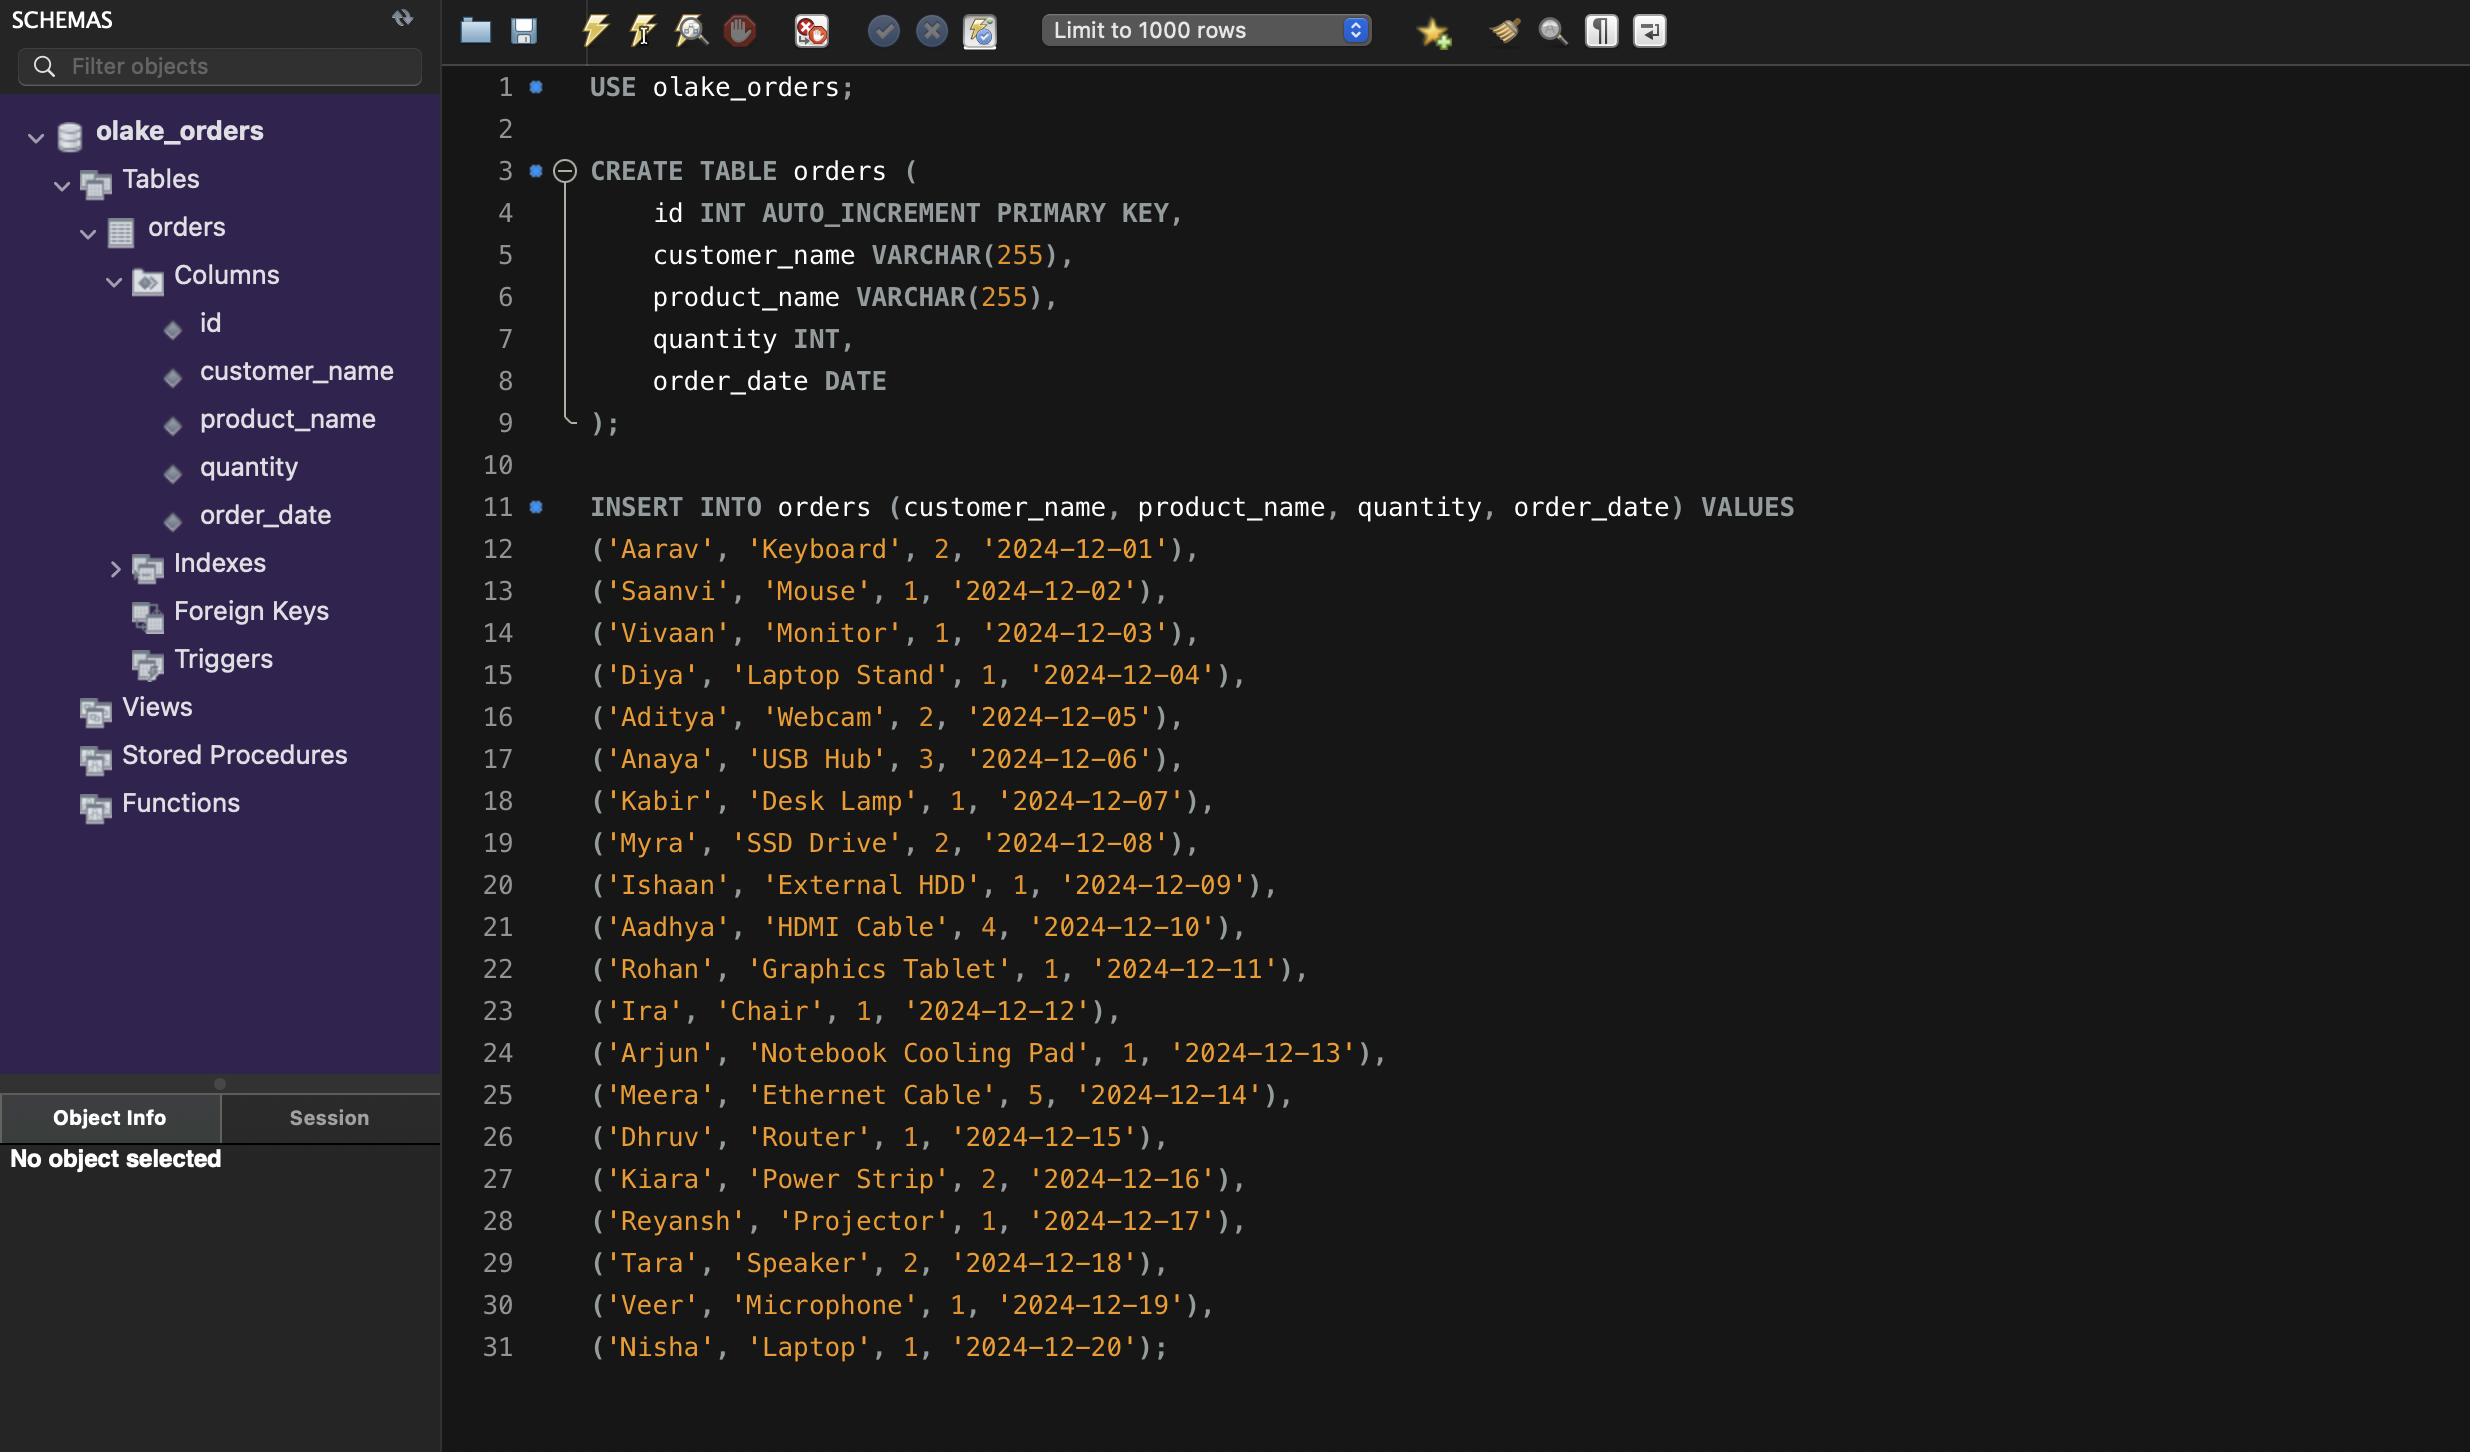 SCHEMAS
Filter objects
olake_orders
Tables
orders
Columns
id
customer_name
product_name
quantity
order_date
Indexes
Foreign Keys
Triggers
Views
Stored Procedures
Functions
Object Info
Session
No object selected
Limit to 1000 rows
1 USE olake_orders;
2
3 CREATE TABLE orders (
4     id INT AUTO_INCREMENT PRIMARY KEY,
5     customer_name VARCHAR(255),
6     product_name VARCHAR(255),
7     quantity INT,
8     order_date DATE
9 );
10
11 INSERT INTO orders (customer_name, product_name, quantity, order_date) VALUES
12 ('Aarav', 'Keyboard', 2, '2024-12-01'),
13 ('Saanvi', 'Mouse', 1, '2024-12-02'),
14 ('Vivaan', 'Monitor', 1, '2024-12-03'),
15 ('Diya', 'Laptop Stand', 1, '2024-12-04'),
16 ('Aditya', 'Webcam', 2, '2024-12-05'),
17 ('Anaya', 'USB Hub', 3, '2024-12-06'),
18 ('Kabir', 'Desk Lamp', 1, '2024-12-07'),
19 ('Myra', 'SSD Drive', 2, '2024-12-08'),
20 ('Ishaan', 'External HDD', 1, '2024-12-09'),
21 ('Aadhya', 'HDMI Cable', 4, '2024-12-10'),
22 ('Rohan', 'Graphics Tablet', 1, '2024-12-11'),
23 ('Ira', 'Chair', 1, '2024-12-12'),
24 ('Arjun', 'Notebook Cooling Pad', 1, '2024-12-13'),
25 ('Meera', 'Ethernet Cable', 5, '2024-12-14'),
26 ('Dhruv', 'Router', 1, '2024-12-15'),
27 ('Kiara', 'Power Strip', 2, '2024-12-16'),
28 ('Reyansh', 'Projector', 1, '2024-12-17'),
29 ('Tara', 'Speaker', 2, '2024-12-18'),
30 ('Veer', 'Microphone', 1, '2024-12-19'),
31 ('Nisha', 'Laptop', 1, '2024-12-20');